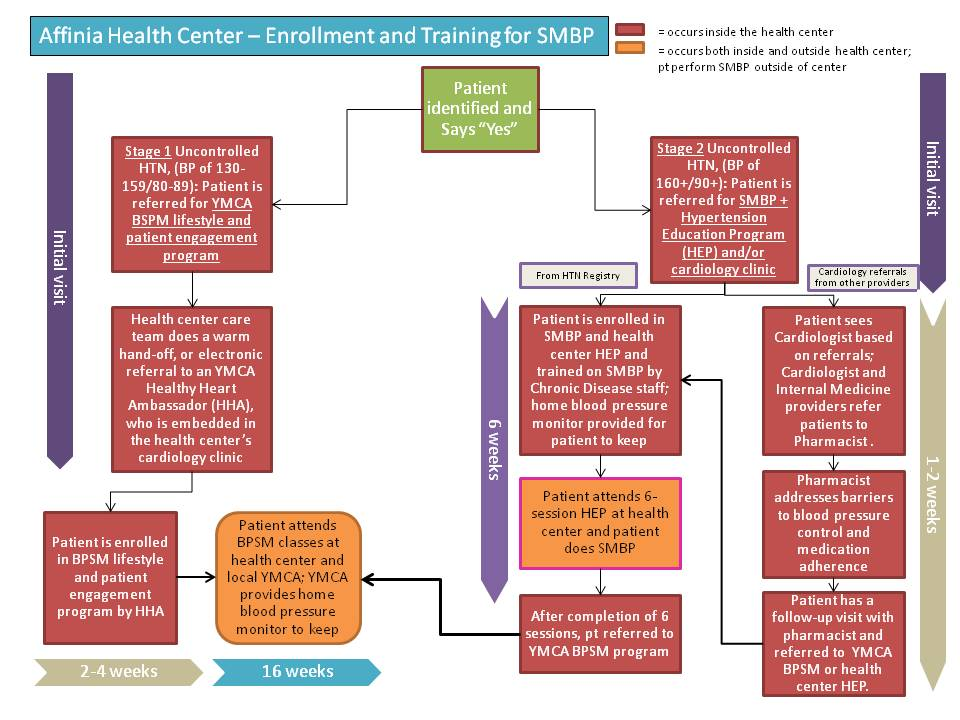 Affinia Health Center – Enrollment and Training for SMBP
= occurs inside the health center
= occurs both inside and outside health center;
pt perform SMBP outside of center
Patient
identified and
Says “Yes”
Initial visit
Stage 1 Uncontrolled
HTN, (BP of 130-
159/80-89): Patient is
referred for YMCA
BSPM lifestyle and
patient engagement
program
Stage 2 Uncontrolled
HTN, (BP of
160+/90+): Patient is
referred for SMBP +
Hypertension
Education Program
(HEP) and/or
cardiology clinic
Initial visit
From HTN Registry
Cardiology referrals
from other providers
Health center care
team does a warm
hand-off, or electronic
referral to an YMCA
Healthy Heart
Ambassador (HHA),
who is embedded in
the health center’s
cardiology clinic
6 weeks
Patient is enrolled in
SMBP and health
center HEP and
trained on SMBP by
Chronic Disease staff;
home blood pressure
monitor provided for
patient to keep
Patient sees
Cardiologist based
on referrals;
Cardiologist and
Internal Medicine
providers refer
patients to
Pharmacist .
1-2 weeks
Patient attends 6-
session HEP at health
center and patient
does SMBP
Pharmacist
addresses barriers
to blood pressure
control and
medication
adherence
Patient is enrolled
in BPSM lifestyle
and patient
engagement
program by HHA
Patient attends
BPSM classes at
health center and
local YMCA; YMCA
provides home
blood pressure
monitor to keep
After completion of 6
sessions, pt referred to
YMCA BPSM program
Patient has a
follow-up visit with
pharmacist and
referred to YMCA
BPSM or health
center HEP.
2-4 weeks
16 weeks